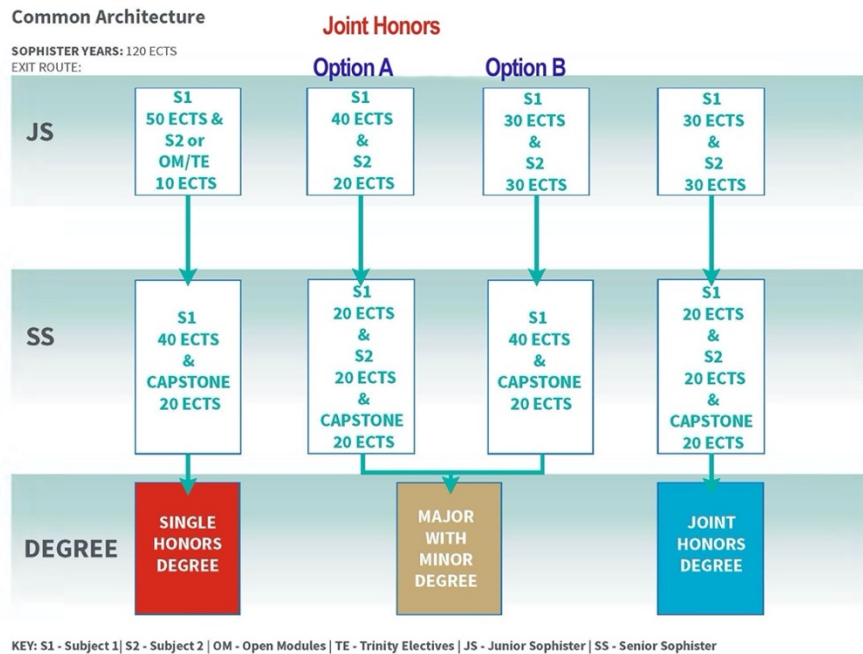 Common Architecture
Joint Honors
SOPHISTER YEARS: 120 ECTS
EXIT ROUTE:
Option A
Option B
JS
S1
50 ECTS &
S2 or
OM/TE
10 ECTS
S1
40 ECTS
&
S2
20 ECTS
S1
30 ECTS
&
S2
30 ECTS
S1
30 ECTS
&
S2
30 ECTS
SS
S1
40 ECTS
&
CAPSTONE
20 ECTS
S1
20 ECTS
&
S2
20 ECTS
&
CAPSTONE
20 ECTS
S1
40 ECTS
&
CAPSTONE
20 ECTS
S1
20 ECTS
&
S2
20 ECTS
&
CAPSTONE
20 ECTS
DEGREE
SINGLE
HONORS
DEGREE
MAJOR
WITH
MINOR
DEGREE
JOINT
HONORS
DEGREE
KEY: S1 - Subject 1| S2 - Subject 2 | OM - Open Modules | TE - Trinity Electives | JS - Junior Sophister | SS - Senior Sophister